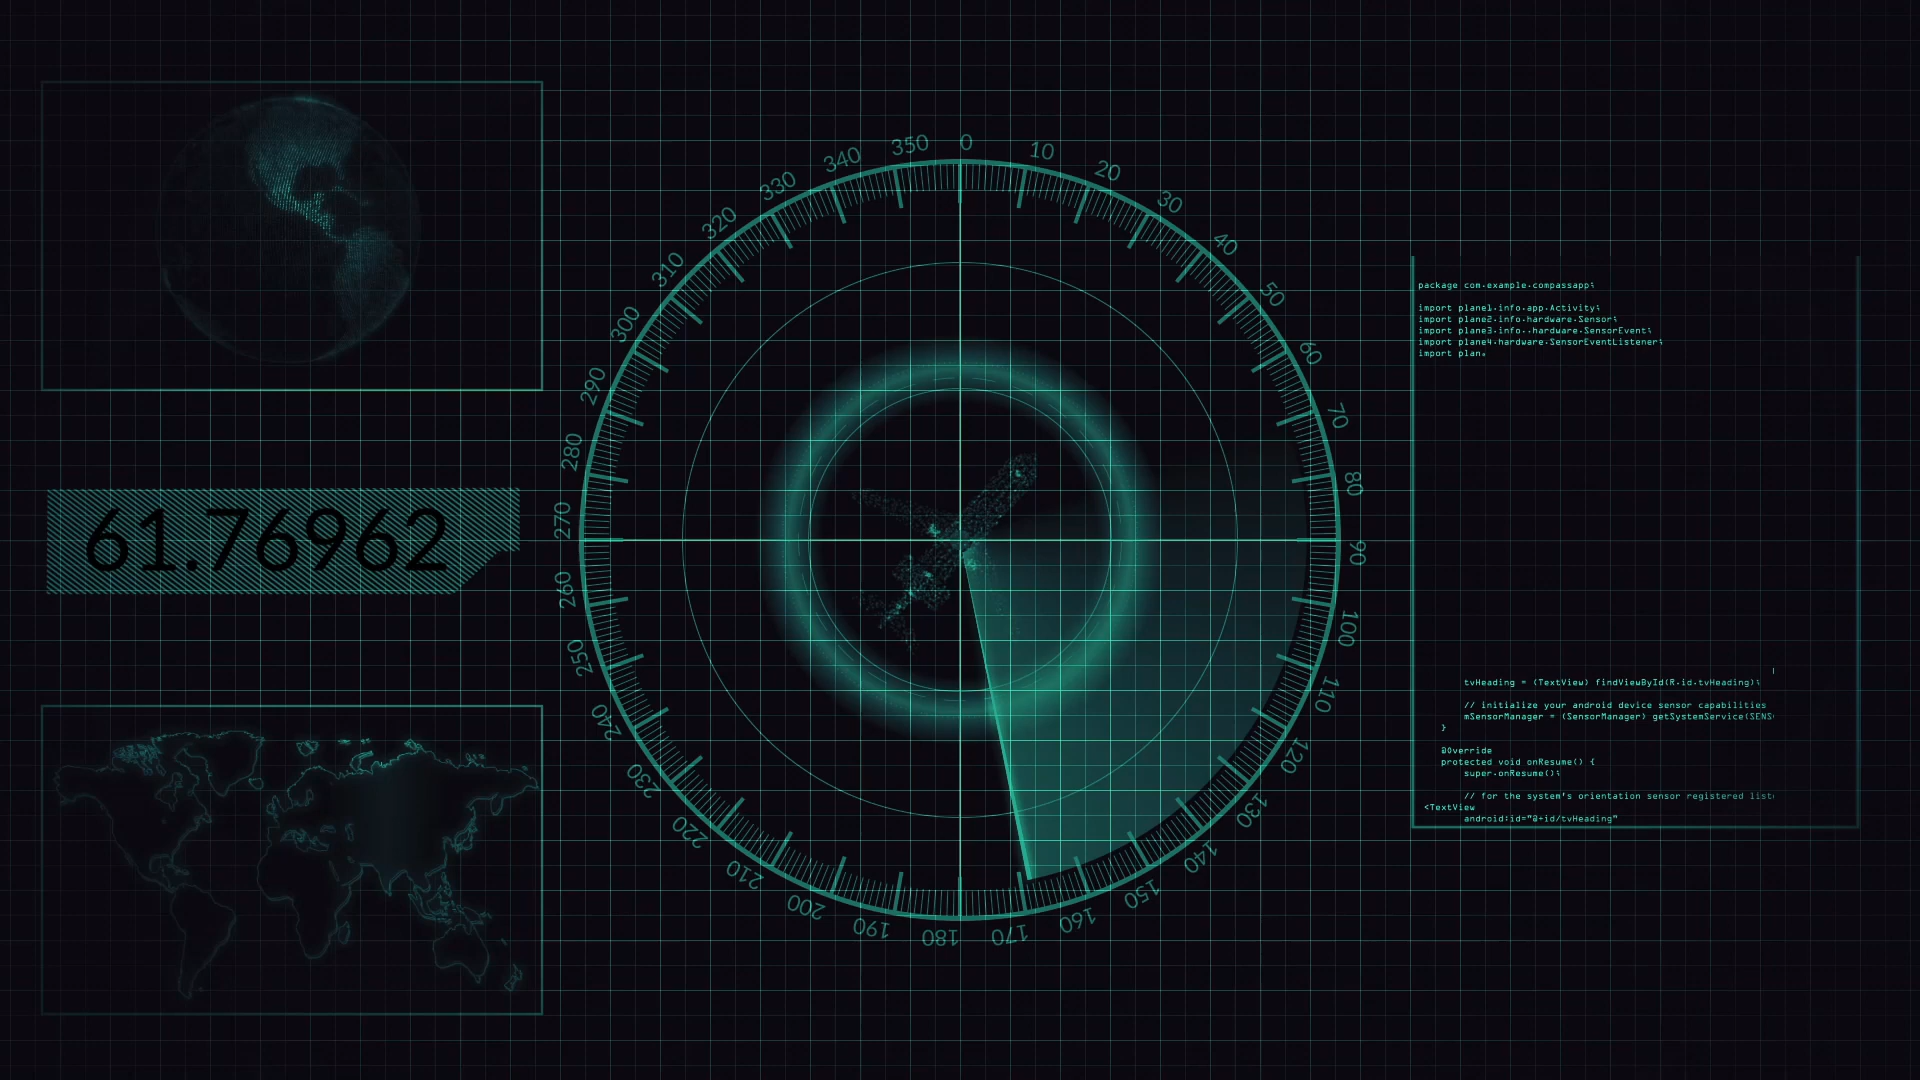 61.76962
0
10
20
30
40
50
60
70
80
90
100
110
120
130
140
150
160
170
180
190
200
210
220
230
240
250
260
270
280
290
300
310
320
330
340
350
package com.example.compassapp;
import plane1.info.app.Activity;
import plane2.info.hardware.Sensor;
import plane3.info..hardware.SensorEvent;
import plane4.hardware.SensorEventListener;
import plan.
tvHeading = (TextView) findViewById(R.id.tvHeading);
// initialize your android device sensor capabilities
mSensorManager = (SensorManager) getSystemService(SENS
}
@Override
protected void onResume() {
super.onResume();
// for the system's orientation sensor registered list
<TextView
android:id="@+id/tvHeading"